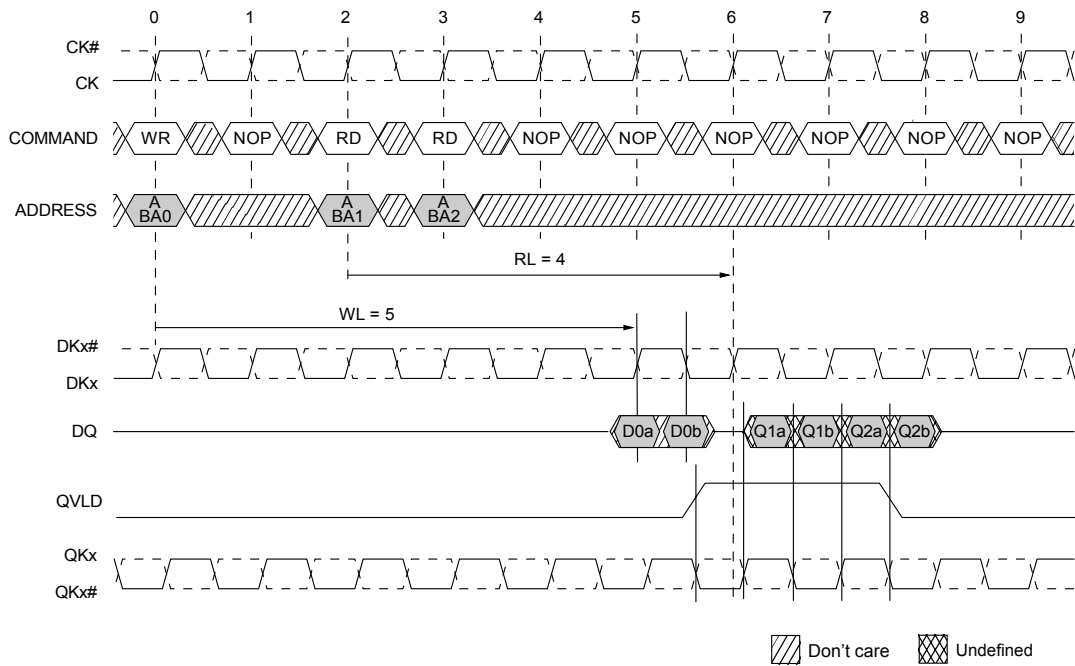 0 1 2 3 4 5 6 7 8 9
CK#
CK
COMMAND WR NOP RD RD NOP NOP NOP NOP NOP NOP
ADDRESS A BA0 A BA1 A BA2
RL = 4
WL = 5
DKx#
DKx
DQ D0a D0b Q1a Q1b Q2a Q2b
QVLD
QKx
QKx#
Don't care Undefined